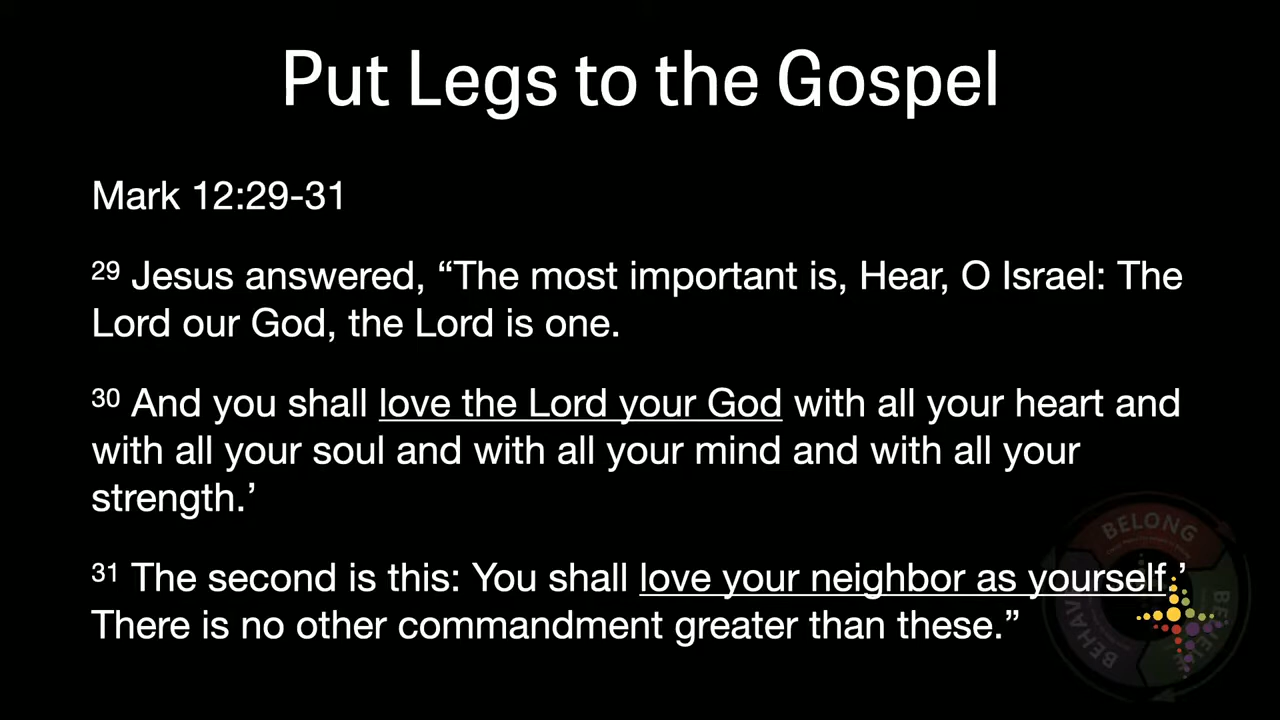 Put Legs to the Gospel
Mark 12:29-31
29 Jesus answered, “The most important is, Hear, O Israel: The
Lord our God, the Lord is one.
30 And you shall love the Lord your God with all your heart and
with all your soul and with all your mind and with all your
strength.’
31 The second is this: You shall love your neighbor as yourself.’
There is no other commandment greater than these.”
BELONG